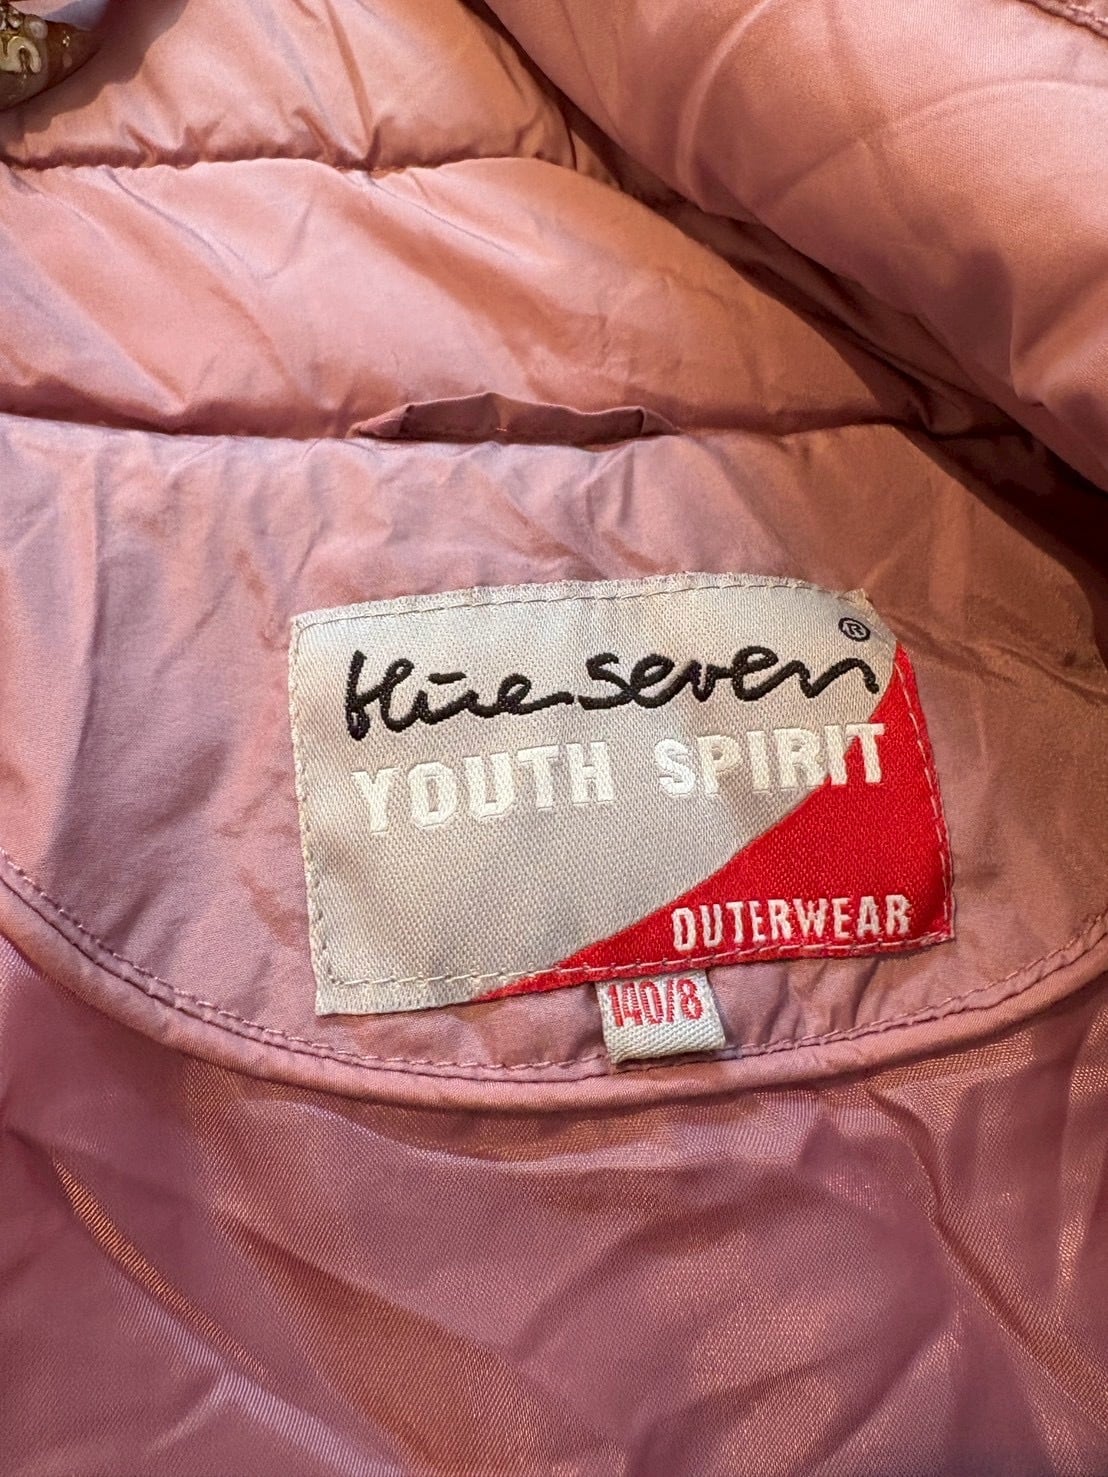 blue seven ®
YOUTH SPIRIT
OUTERWEAR
140/8